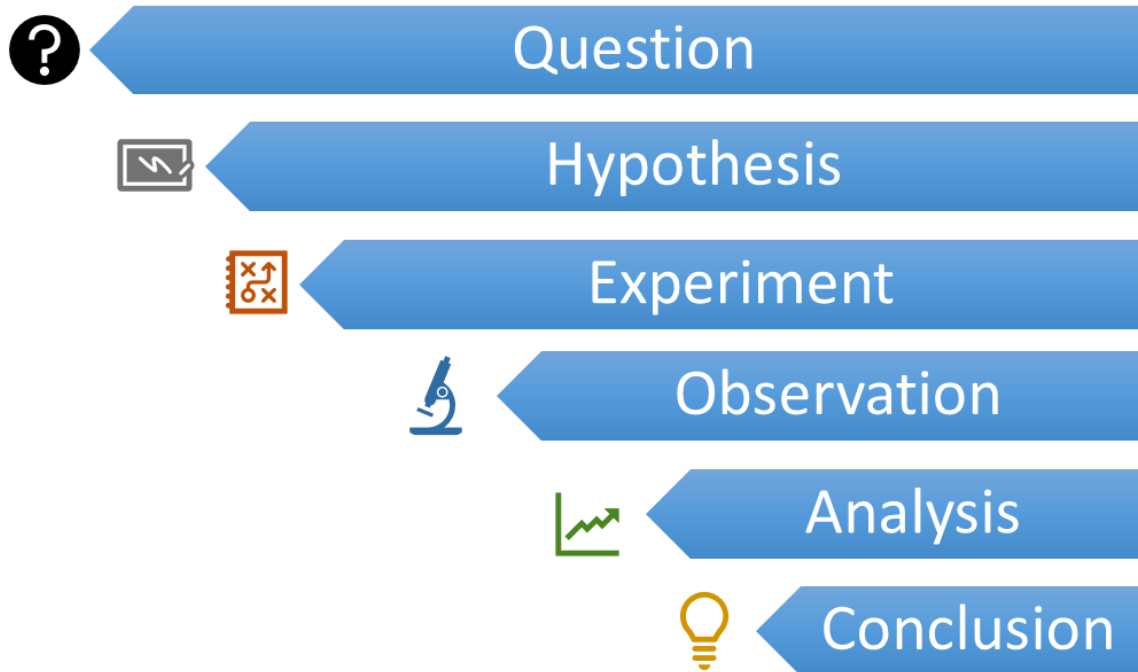 Question
Hypothesis
Experiment
Observation
Analysis
Conclusion